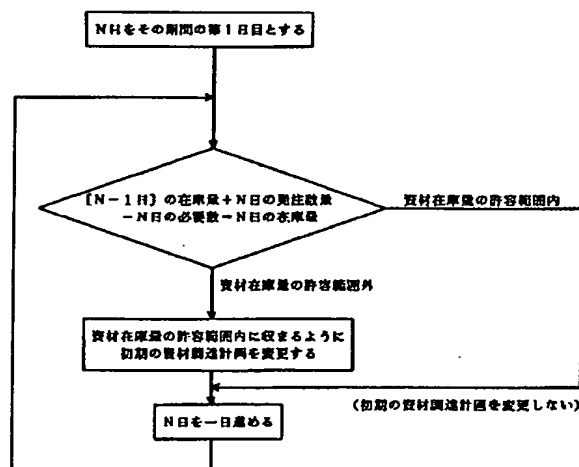 N日をその期間の第1日目とする
[N－1日]の在庫量＋N日の発注数量
－N日の必要数＝N日の在庫量
資材在庫量の許容範囲内
資材在庫量の許容範囲外
資材在庫量の許容範囲内に収まるように
初期の資材調達計画を変更する
(初期の資材調達計画を変更しない)
N日を一日進める